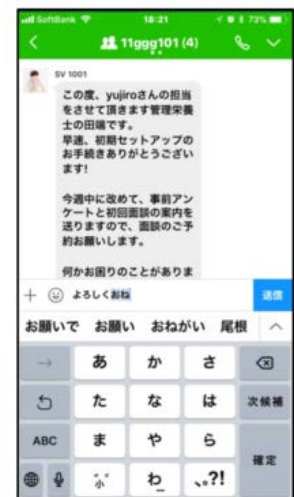 SoftBank 18:21 73%
11ggg101 (4)
SV 1001
この度、yujiroさんの担当
をさせて頂きます管理栄養
士の田端です。
早速、初期セットアップの
お手続きありがとうござい
ます!
今週中に改めて、事前アン
ケートと初回面談の案内を
送りますので、面談のご予
約お願いします。
何かお困りのことがありま
よろしくおね 送信
お願いで お願い おねがい 尾根
→ あ か さ
た な は 次候補
ABC ま や ら
小 わ 、。?! 確定